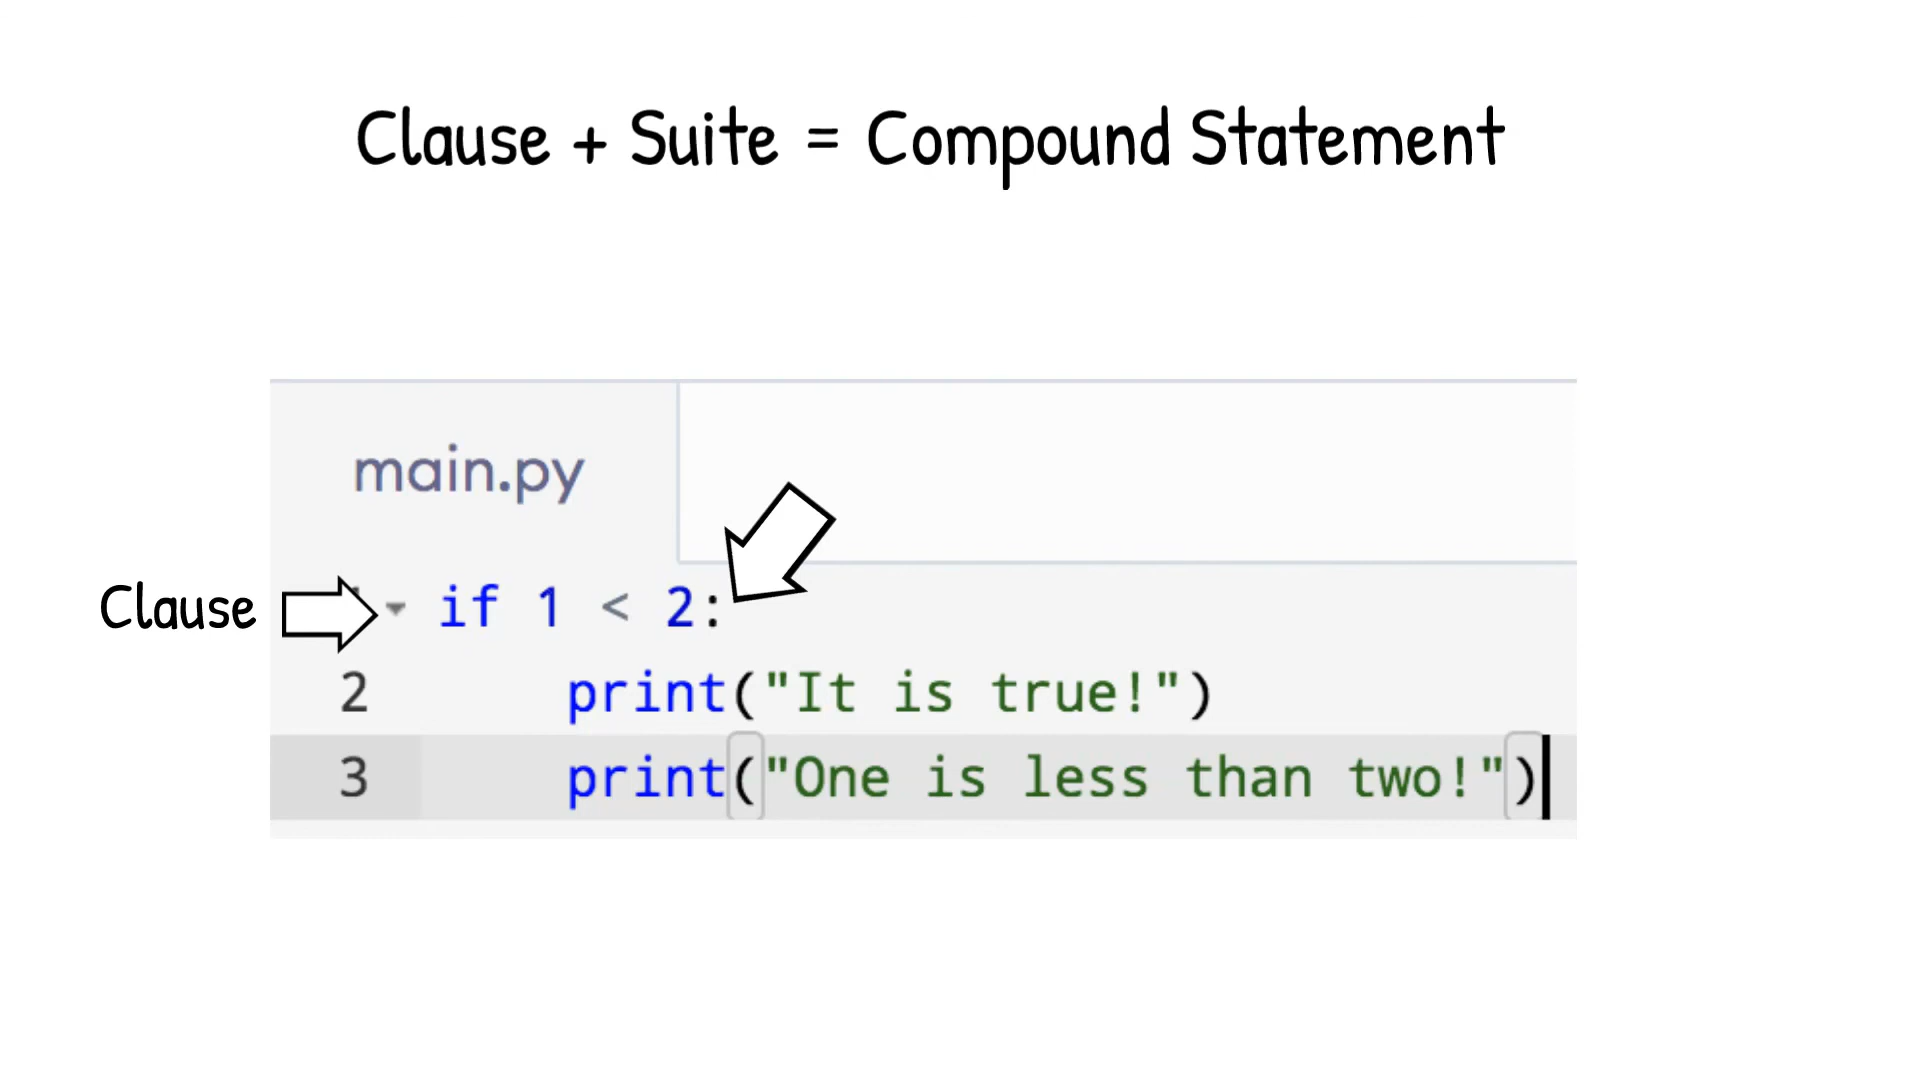 Clause + Suite = Compound Statement
main.py
Clause if 1 < 2:
2 print("It is true!")
3 print("One is less than two!")